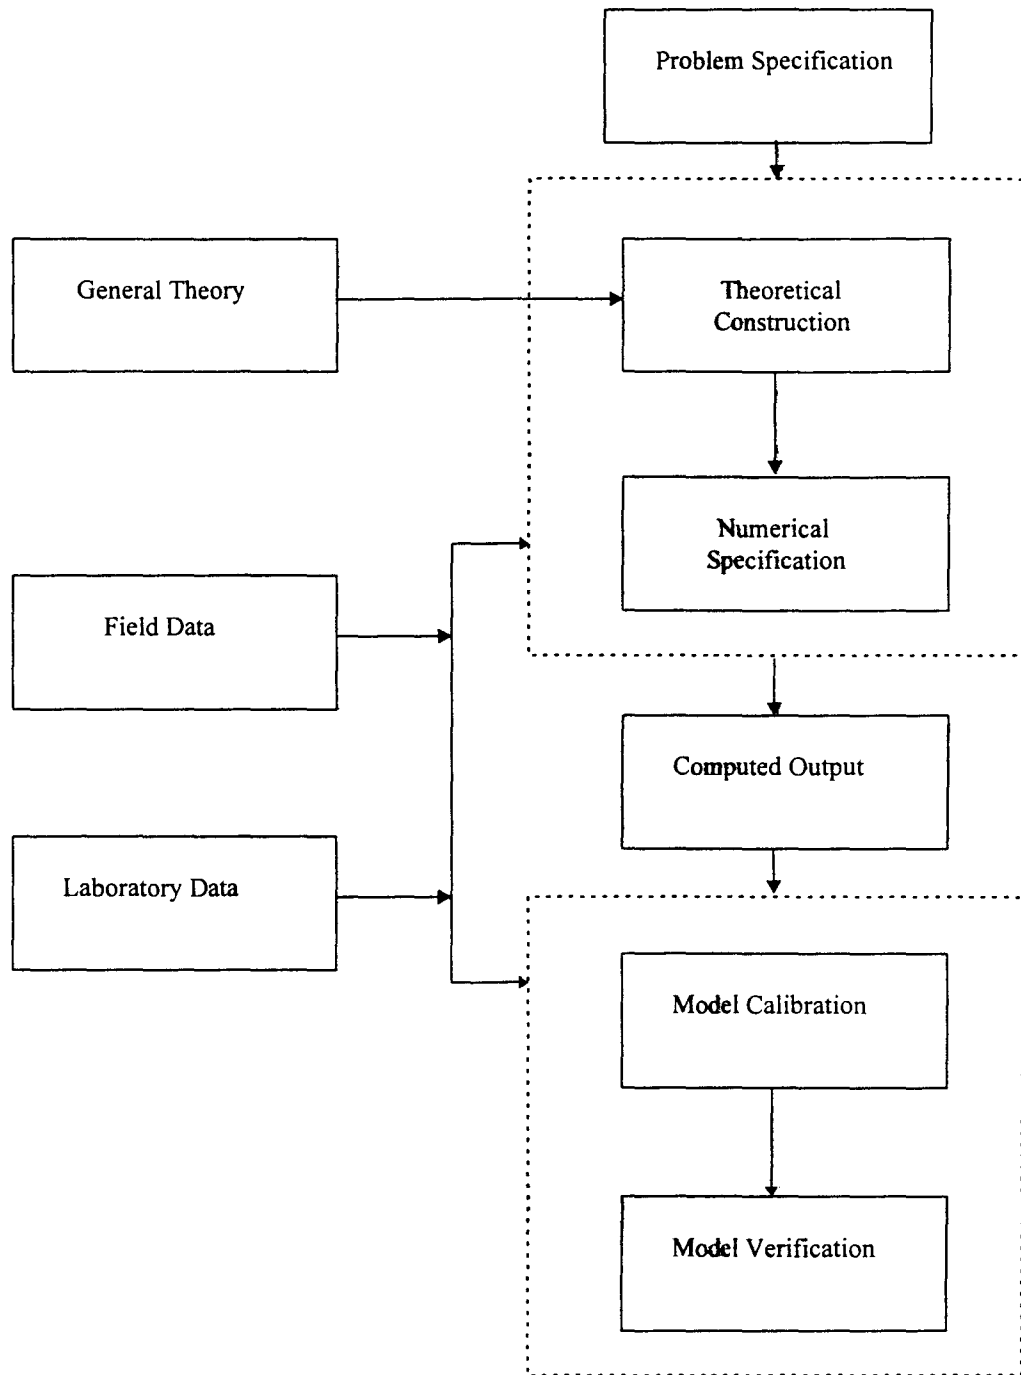 Problem Specification
General Theory
Theoretical
Construction
Numerical
Specification
Field Data
Computed Output
Laboratory Data
Model Calibration
Model Verification